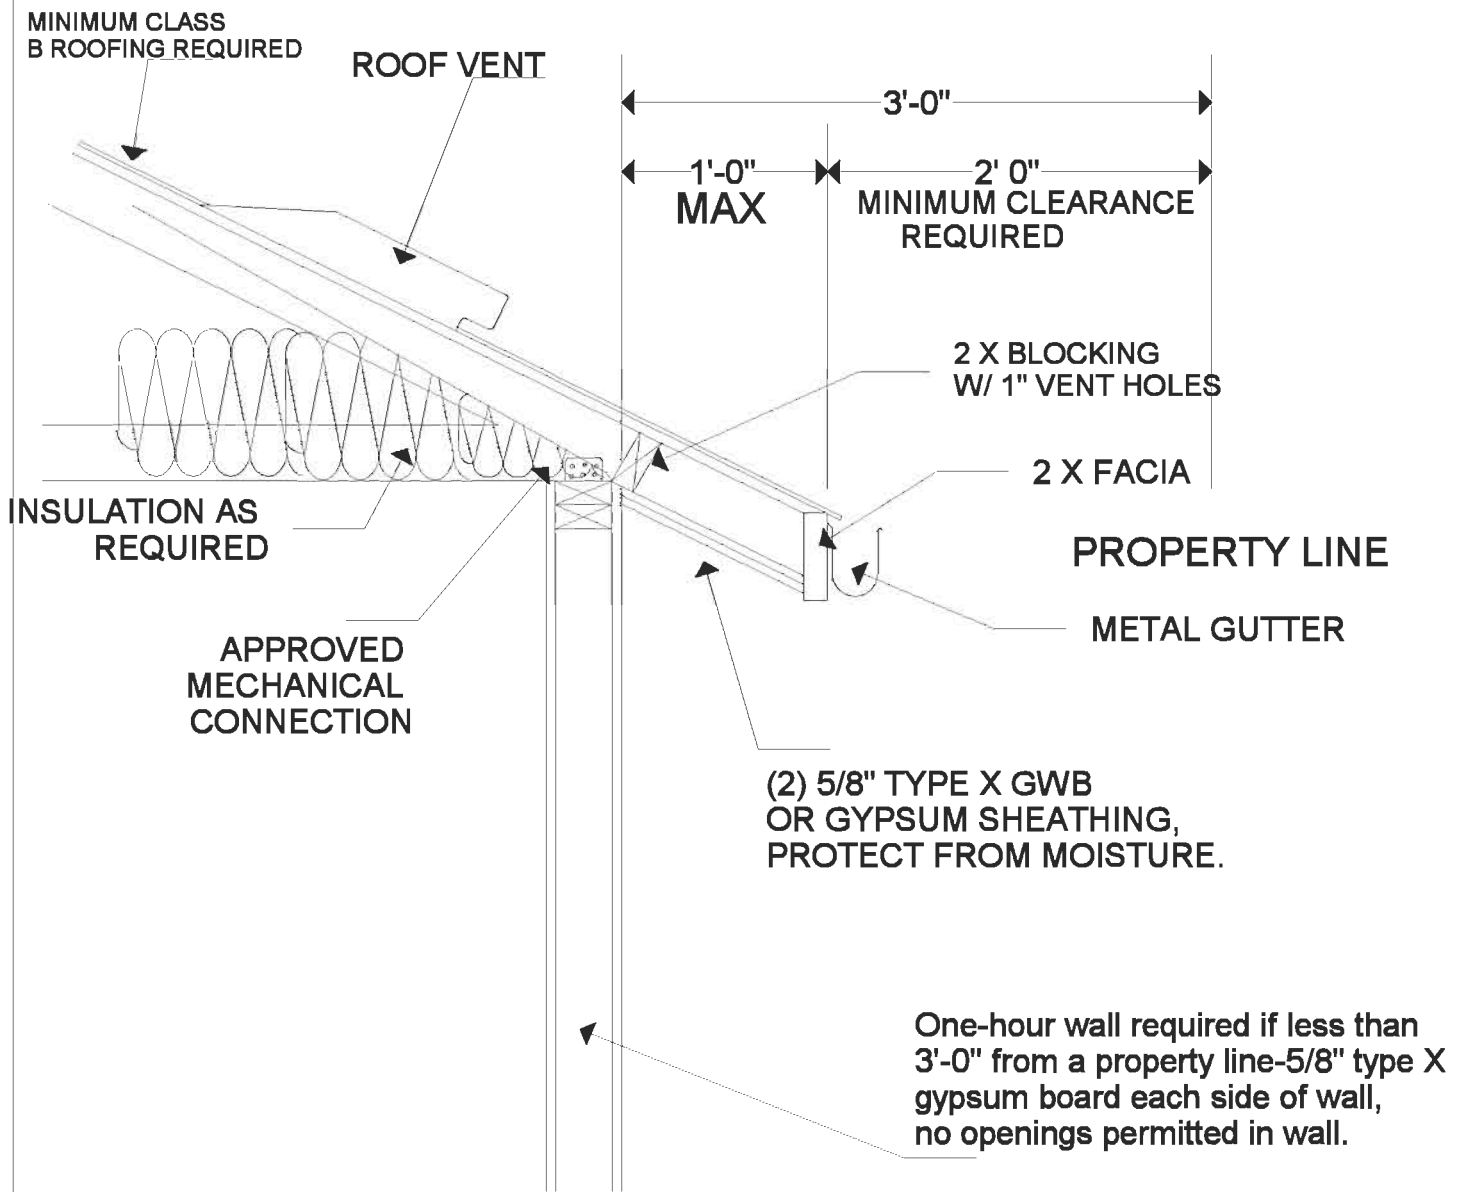 MINIMUM CLASS
B ROOFING REQUIRED
ROOF VENT
3'-0"
1'-0"
MAX
2' 0"
MINIMUM CLEARANCE
REQUIRED
2 X BLOCKING
W/ 1" VENT HOLES
2 X FACIA
INSULATION AS
REQUIRED
PROPERTY LINE
METAL GUTTER
APPROVED
MECHANICAL
CONNECTION
(2) 5/8" TYPE X GWB
OR GYPSUM SHEATHING,
PROTECT FROM MOISTURE.
One-hour wall required if less than
3'-0" from a property line-5/8" type X
gypsum board each side of wall,
no openings permitted in wall.